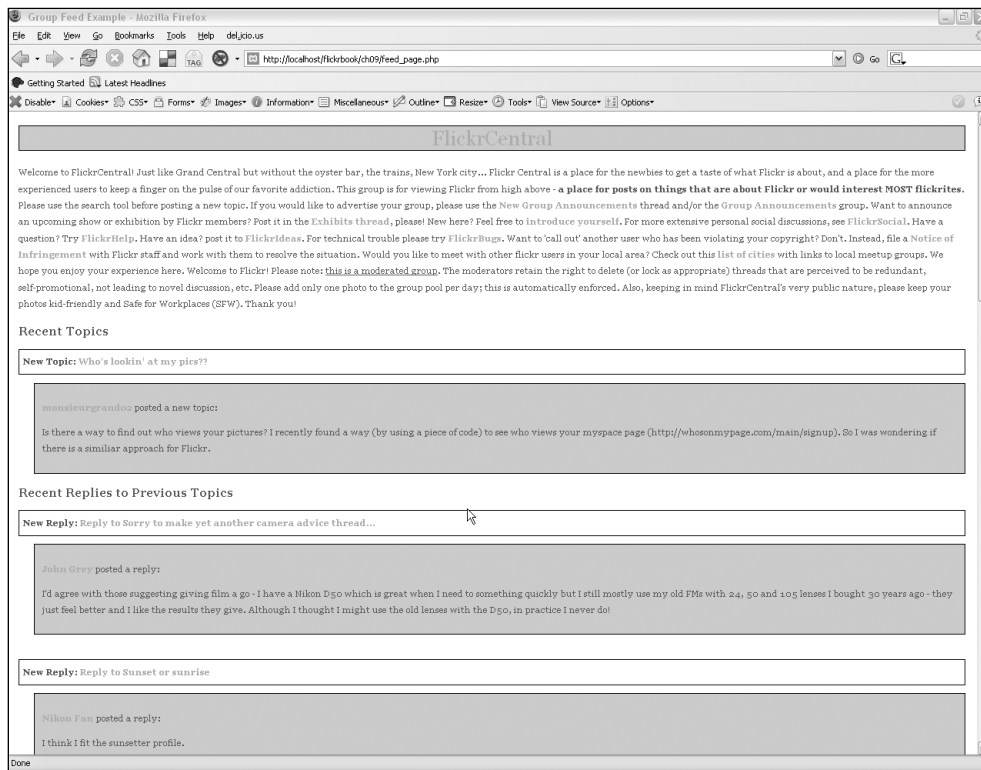 Group Feed Example - Mozilla Firefox
File Edit View Go Bookmarks Tools Help del.icio.us
TAG http://localhost/flickrbook/ch09/feed_page.php Go G
Getting Started Latest Headlines
Disable Cookies CSS Forms Images Information Miscellaneous Outline Resize Tools View Source Options
FlickrCentral
Welcome to FlickrCentral! Just like Grand Central but without the oyster bar, the trains, New York city... Flickr Central is a place for the newbies to get a taste of what Flickr is about, and a place for the more
experienced users to keep a finger on the pulse of our favorite addiction. This group is for viewing Flickr from high above - a place for posts on things that are about Flickr or would interest MOST flickrites.
Please use the search tool before posting a new topic. If you would like to advertise your group, please use the New Group Announcements thread and/or the Group Announcements group. Want to announce
an upcoming show or exhibition by Flickr members? Post it in the Exhibits thread, please! New here? Feel free to introduce yourself. For more extensive personal social discussions, see FlickrSocial. Have a
question? Try FlickrHelp. Have an idea? post it to FlickrIdeas. For technical trouble please try FlickrBugs. Want to 'call out' another user who has been violating your copyright? Don't. Instead, file a Notice of
Infringement with Flickr staff and work with them to resolve the situation. Would you like to meet with other flickr users in your local area? Check out this list of cities with links to local meetup groups. We
hope you enjoy your experience here. Welcome to Flickr! Please note: this is a moderated group. The moderators retain the right to delete (or lock as appropriate) threads that are perceived to be redundant,
self-promotional, not leading to novel discussion, etc. Please add only one photo to the group pool per day; this is automatically enforced. Also, keeping in mind FlickrCentral's very public nature, please keep your
photos kid-friendly and Safe for Workplaces (SFW). Thank you!
Recent Topics
New Topic: Who's lookin' at my pics??
monsieurgrand02 posted a new topic:
Is there a way to find out who views your pictures? I recently found a way (by using a piece of code) to see who views your myspace page (http://whosonmypage.com/main/signup). So I was wondering if
there is a similiar approach for Flickr.
Recent Replies to Previous Topics
New Reply: Reply to Sorry to make yet another camera advice thread...
John Grey posted a reply:
I'd agree with those suggesting giving film a go - I have a Nikon D50 which is great when I need to something quickly but I still mostly use my old FMs with 24, 50 and 105 lenses I bought 30 years ago - they
just feel better and I like the results they give. Although I thought I might use the old lenses with the D50, in practice I never do!
New Reply: Reply to Sunset or sunrise
Nikon Fan posted a reply:
I think I fit the sunsetter profile.
Done